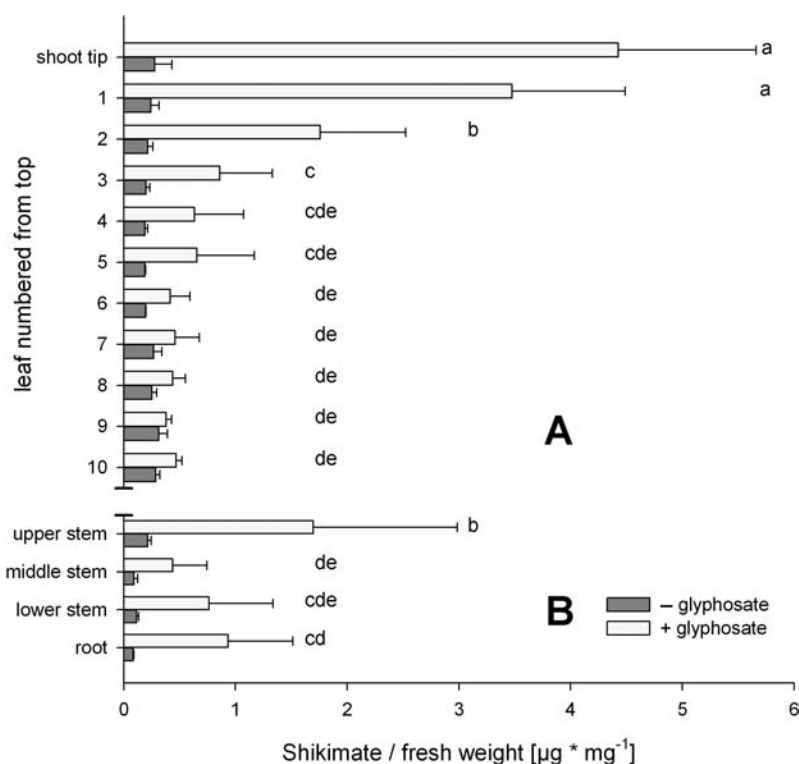 shoot tip
a
1
a
2
b
3
c
4
cde
5
cde
6
de
7
de
8
de
9
de
10
de
leaf numbered from top
A
upper stem
b
middle stem
de
lower stem
cde
root
cd
B
– glyphosate
+ glyphosate
0 1 2 3 4 5 6
Shikimate / fresh weight [µg * mg⁻¹]